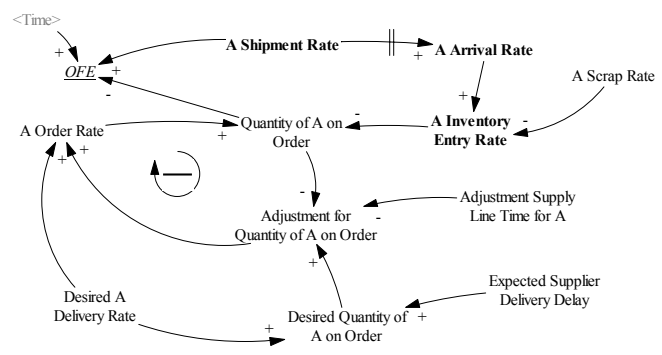 <Time>
A Shipment Rate
+
A Arrival Rate
+
OFE
+
-
+
A Scrap Rate
A Order Rate
+
+
+
Quantity of A on
Order
-
A Inventory
Entry Rate
-
-
Adjustment for
Quantity of A on Order
-
Adjustment Supply
Line Time for A
+
Desired A
Delivery Rate
+
Desired Quantity of
A on Order
+
Expected Supplier
Delivery Delay